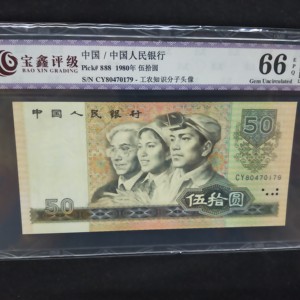 宝鑫评级
BAO XIN GRADING
中国 / 中国人民银行
Pick# 888 1980年 伍拾圆
S/N CY80470179 - 工农知识分子头像
66 EPQ
Gem Uncirculated
中国人民银行
50
CY80470179
50
伍拾圆